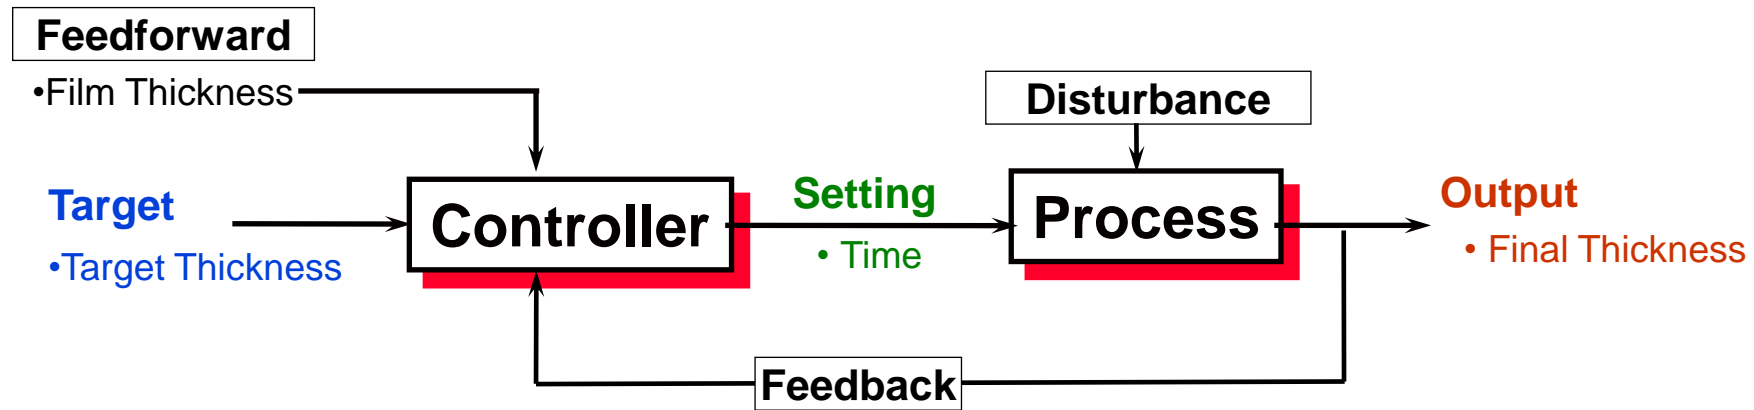 Feedforward
•Film Thickness
Disturbance
Target
•Target Thickness
Controller
Setting
• Time
Process
Output
• Final Thickness
Feedback